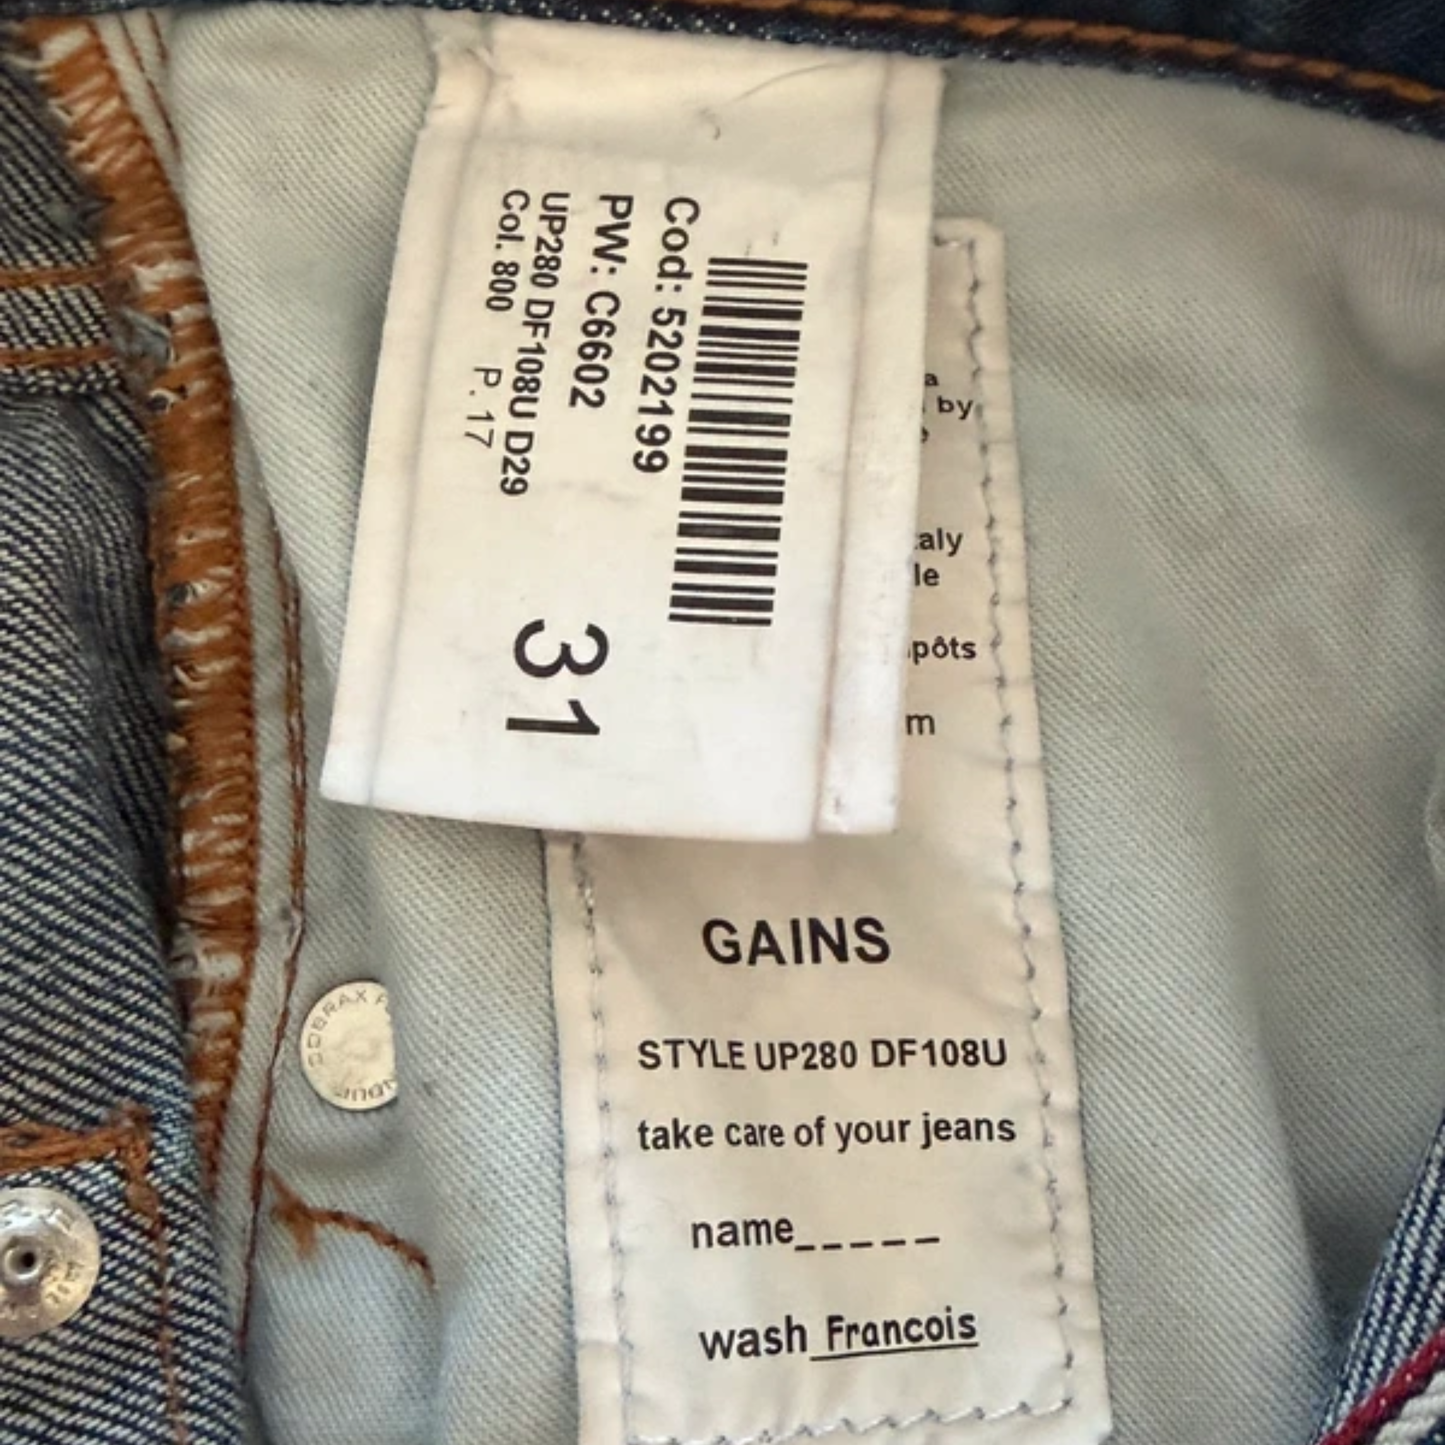 Cod: 5202199
PW: C6602
UP280 DF108U D29
Col. 800 P. 17
31
a
by
aly
le
pôts
m
GAINS
STYLE UP280 DF108U
take care of your jeans
name_____
wash Francois
COBRAX